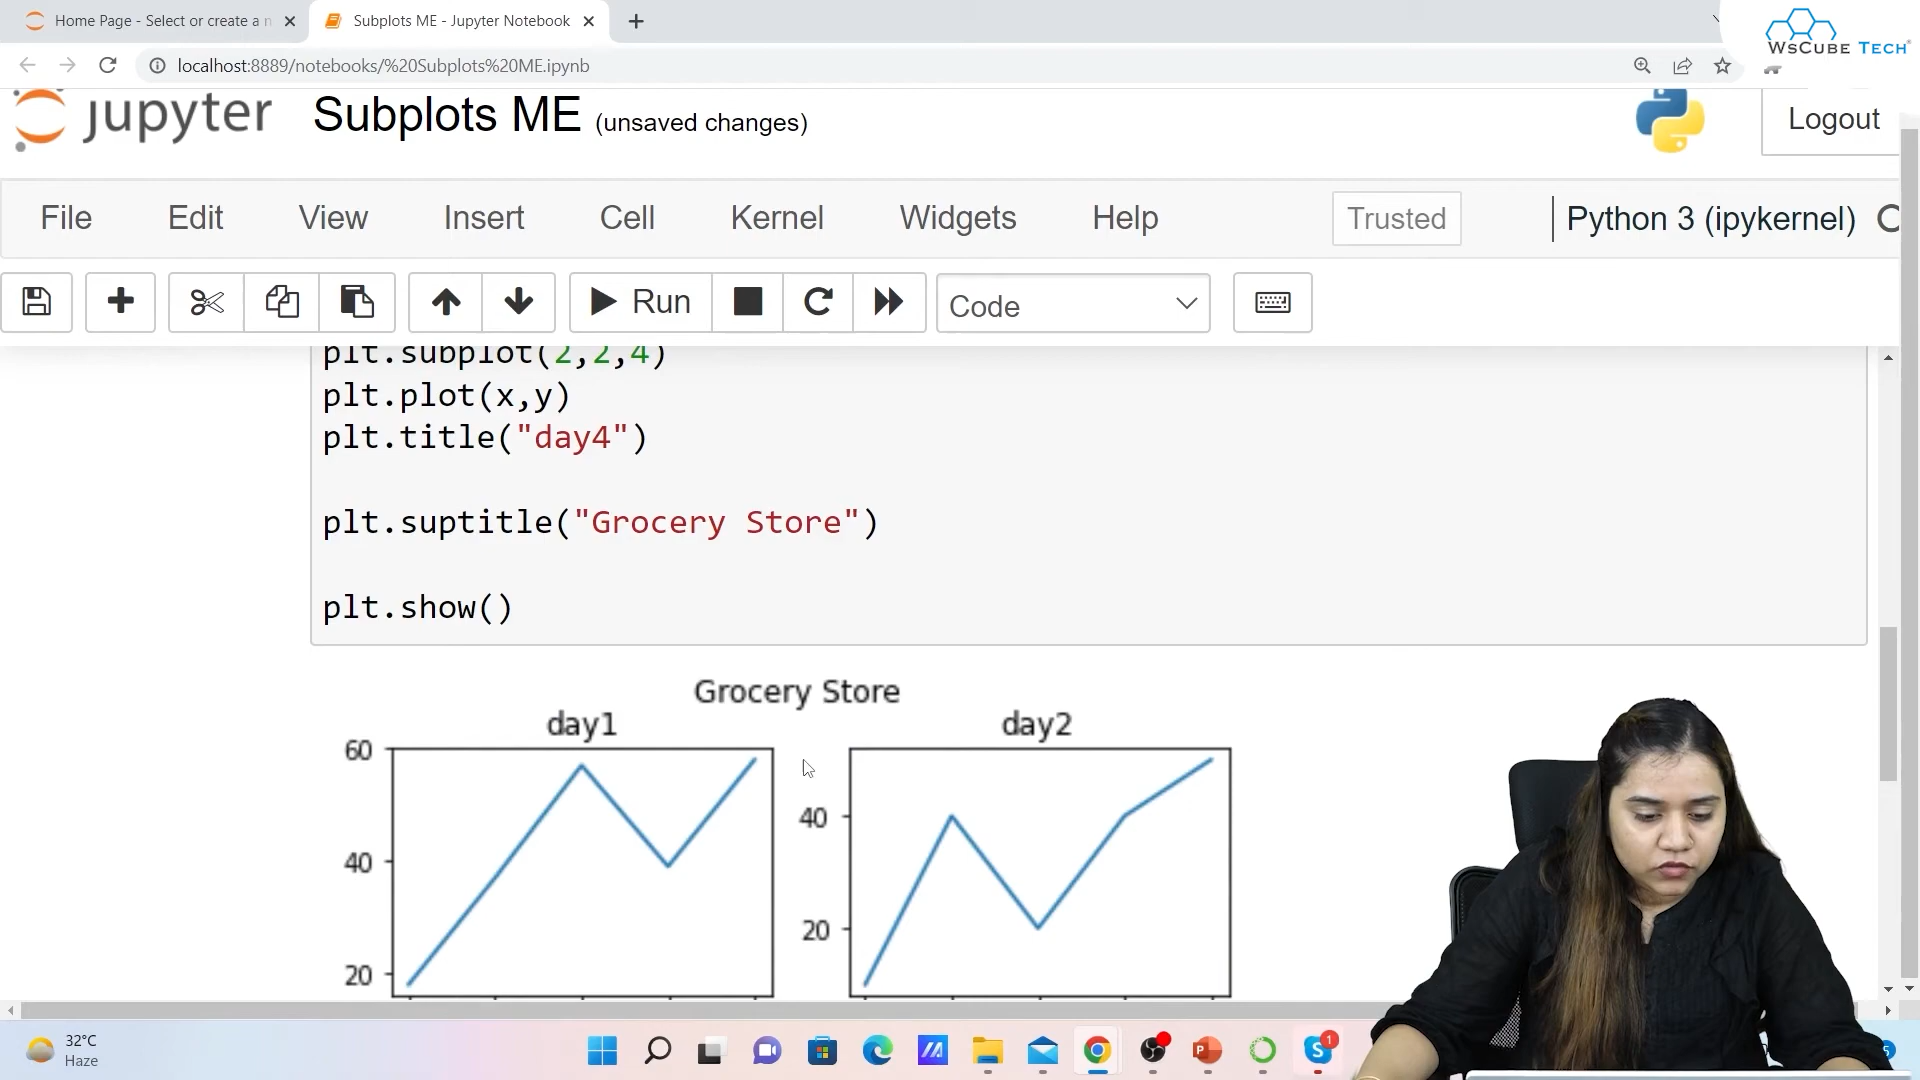 Home Page - Select or create a n
Subplots ME - Jupyter Notebook
WsCube Tech
localhost:8889/notebooks/%20Subplots%20ME.ipynb
jupyter Subplots ME (unsaved changes)
Logout
File Edit View Insert Cell Kernel Widgets Help
Trusted
Python 3 (ipykernel)
Run
Code
plt.subplot(2,2,4)
plt.plot(x,y)
plt.title("day4")
plt.suptitle("Grocery Store")
plt.show()
Grocery Store
day1 day2
60
40
20
40
20
32°C
Haze
1